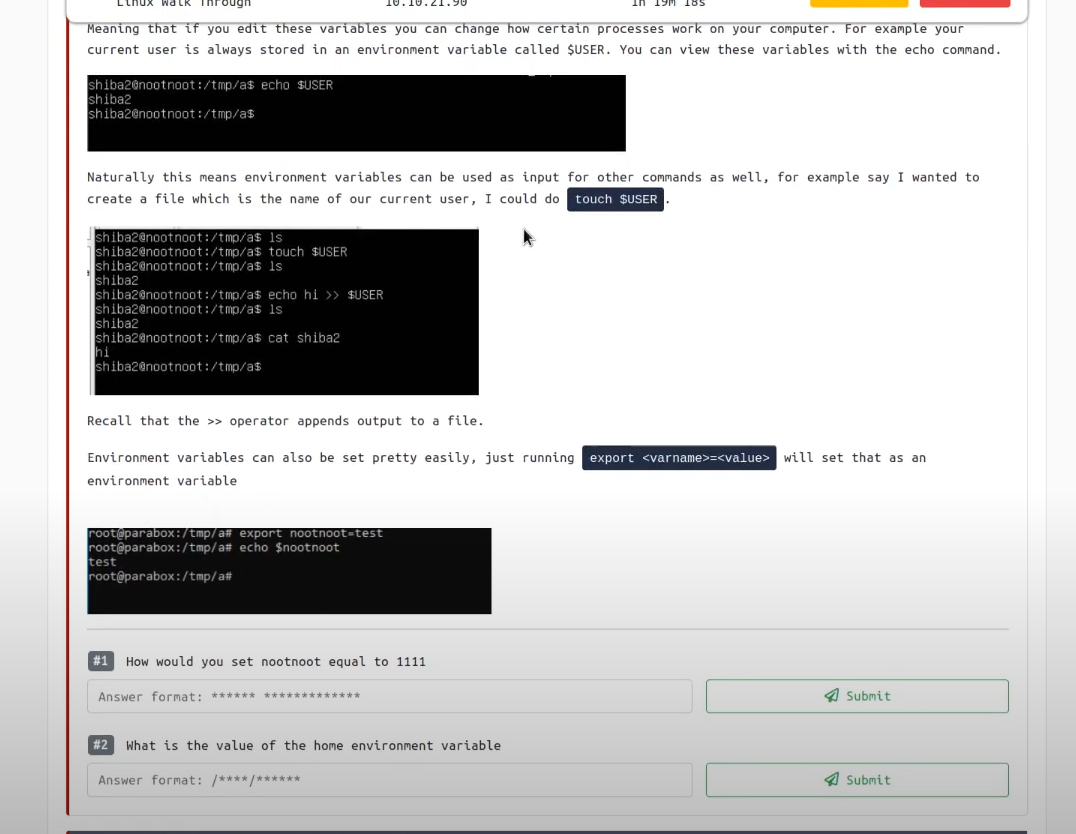 Linux Walk Through 10.10.21.90 1h 19m 18s
Meaning that if you edit these variables you can change how certain processes work on your computer. For example your
current user is always stored in an environment variable called $USER. You can view these variables with the echo command.
shiba2@nootnoot:/tmp/a$ echo $USER
shiba2
shiba2@nootnoot:/tmp/a$
Naturally this means environment variables can be used as input for other commands as well, for example say I wanted to
create a file which is the name of our current user, I could do touch $USER.
shiba2@nootnoot:/tmp/a$ ls
shiba2@nootnoot:/tmp/a$ touch $USER
shiba2@nootnoot:/tmp/a$ ls
shiba2
shiba2@nootnoot:/tmp/a$ echo hi >> $USER
shiba2@nootnoot:/tmp/a$ ls
shiba2
shiba2@nootnoot:/tmp/a$ cat shiba2
hi
shiba2@nootnoot:/tmp/a$
Recall that the >> operator appends output to a file.
Environment variables can also be set pretty easily, just running export <varname>=<value> will set that as an
environment variable
root@parabox:/tmp/a# export nootnoot=test
root@parabox:/tmp/a# echo $nootnoot
test
root@parabox:/tmp/a#
#1 How would you set nootnoot equal to 1111
Answer format: ****** ************* Submit
#2 What is the value of the home environment variable
Answer format: /****/****** Submit